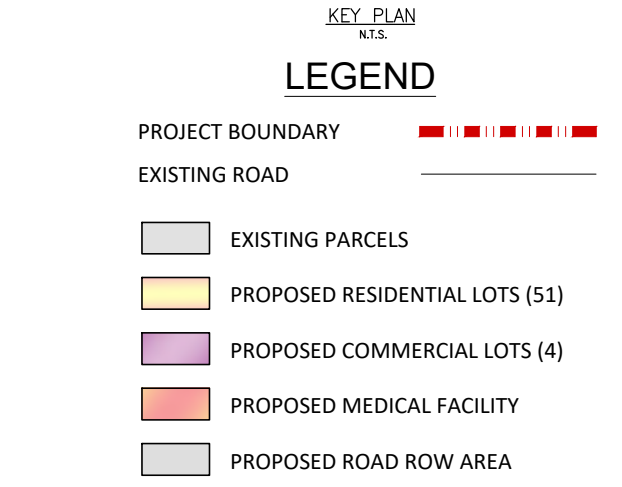 KEY PLAN
N.T.S.
LEGEND
PROJECT BOUNDARY
EXISTING ROAD
EXISTING PARCELS
PROPOSED RESIDENTIAL LOTS (51)
PROPOSED COMMERCIAL LOTS (4)
PROPOSED MEDICAL FACILITY
PROPOSED ROAD ROW AREA